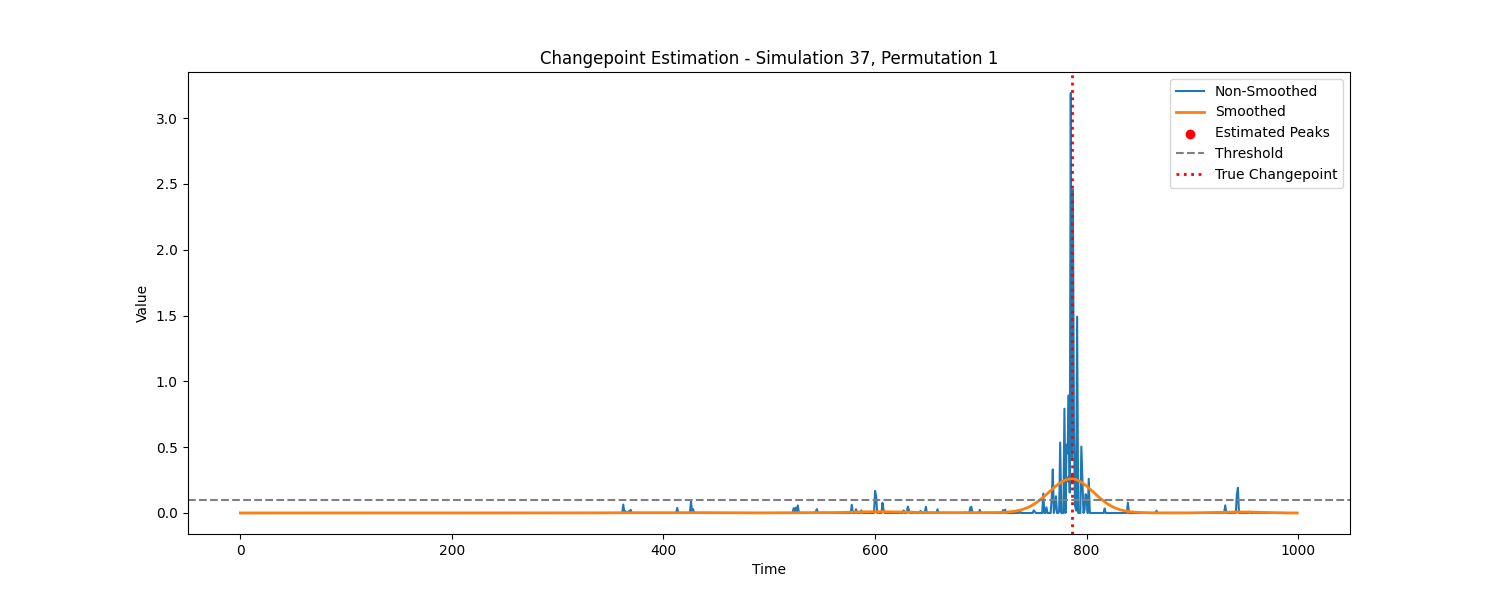 Changepoint Estimation - Simulation 37, Permutation 1
Non-Smoothed
Smoothed
Estimated Peaks
Threshold
True Changepoint
Value
3.0
2.5
2.0
1.5
1.0
0.5
0.0
0
200
400
600
800
1000
Time